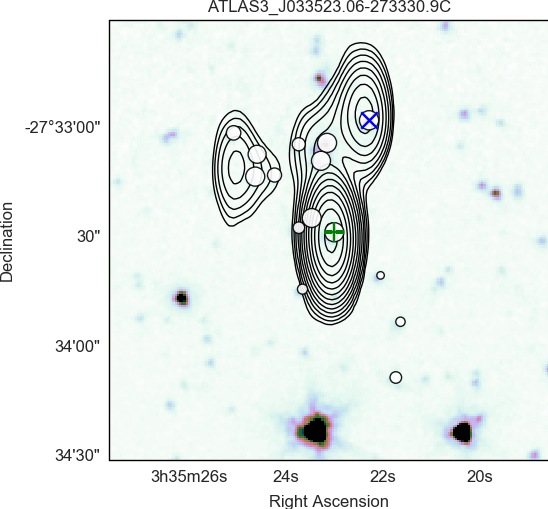 ATLAS3_J033523.06-273330.9C
-27°33'00"
30"
34'00"
34'30"
Declination
3h35m26s 24s 22s 20s
Right Ascension